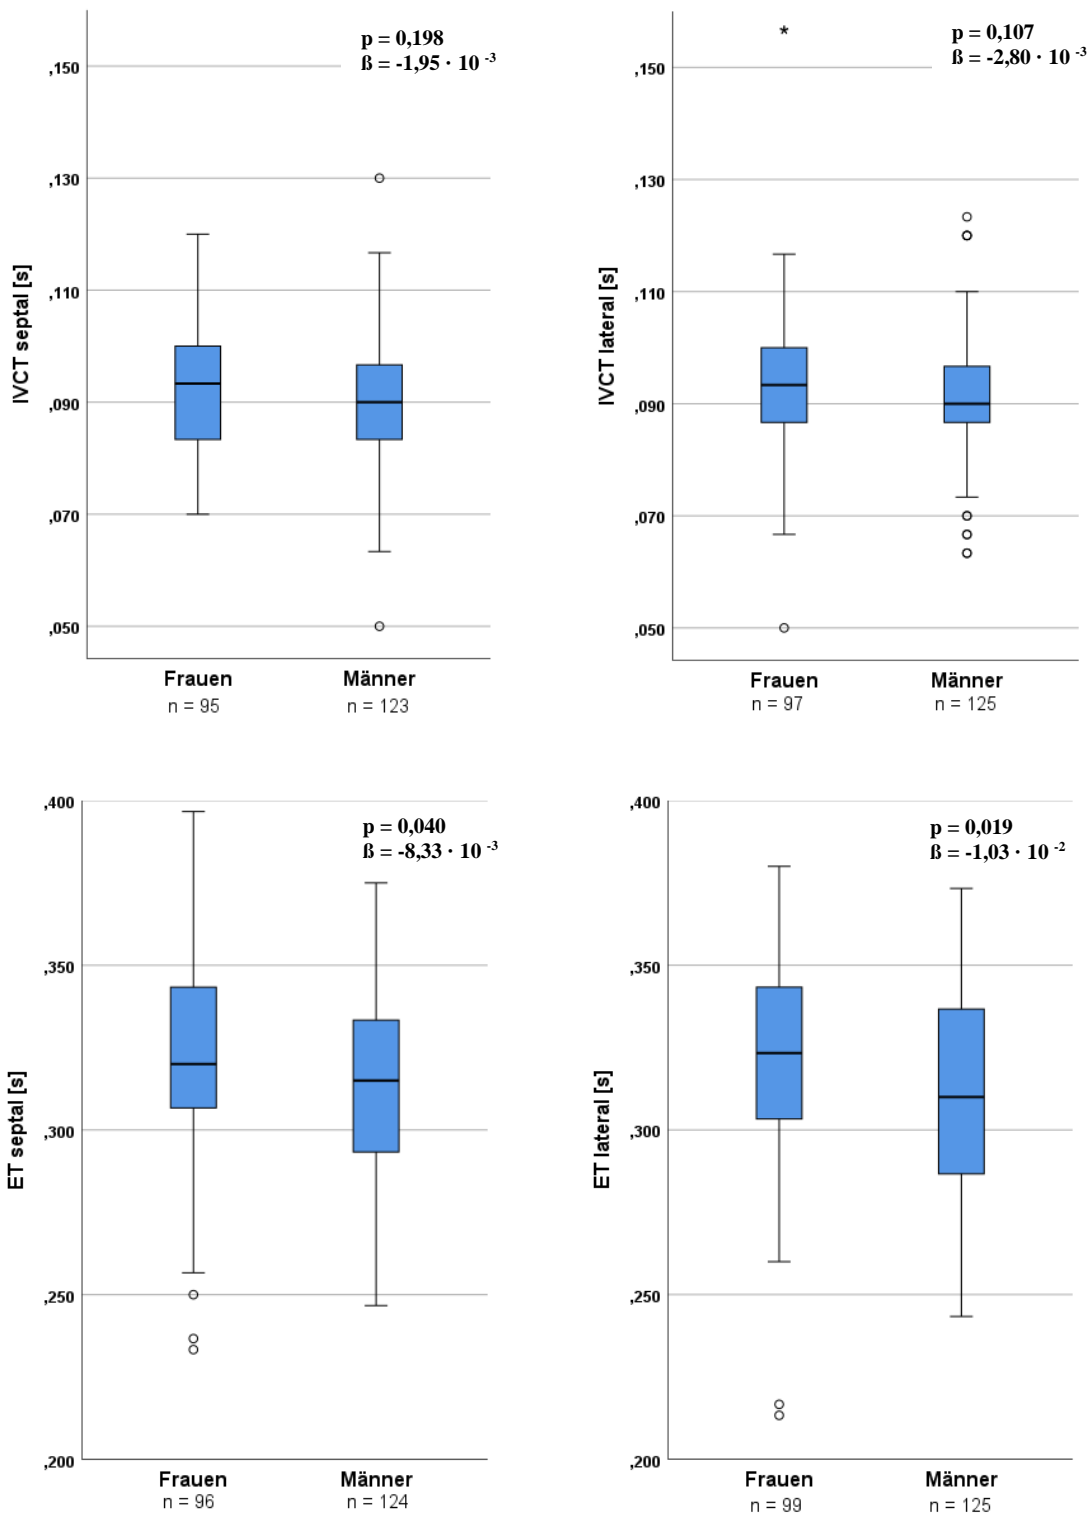 p = 0,198
ß = -1,95 · 10 -3
,150
,130
,110
,090
,070
,050
IVCT septal [s]
Frauen
Männer
n = 95
n = 123
p = 0,107
ß = -2,80 · 10 -3
*
,150
,130
,110
,090
,070
,050
IVCT lateral [s]
Frauen
Männer
n = 97
n = 125
p = 0,040
ß = -8,33 · 10 -3
,400
,350
,300
,250
,200
ET septal [s]
Frauen
Männer
n = 96
n = 124
p = 0,019
ß = -1,03 · 10 -2
,400
,350
,300
,250
,200
ET lateral [s]
Frauen
Männer
n = 99
n = 125